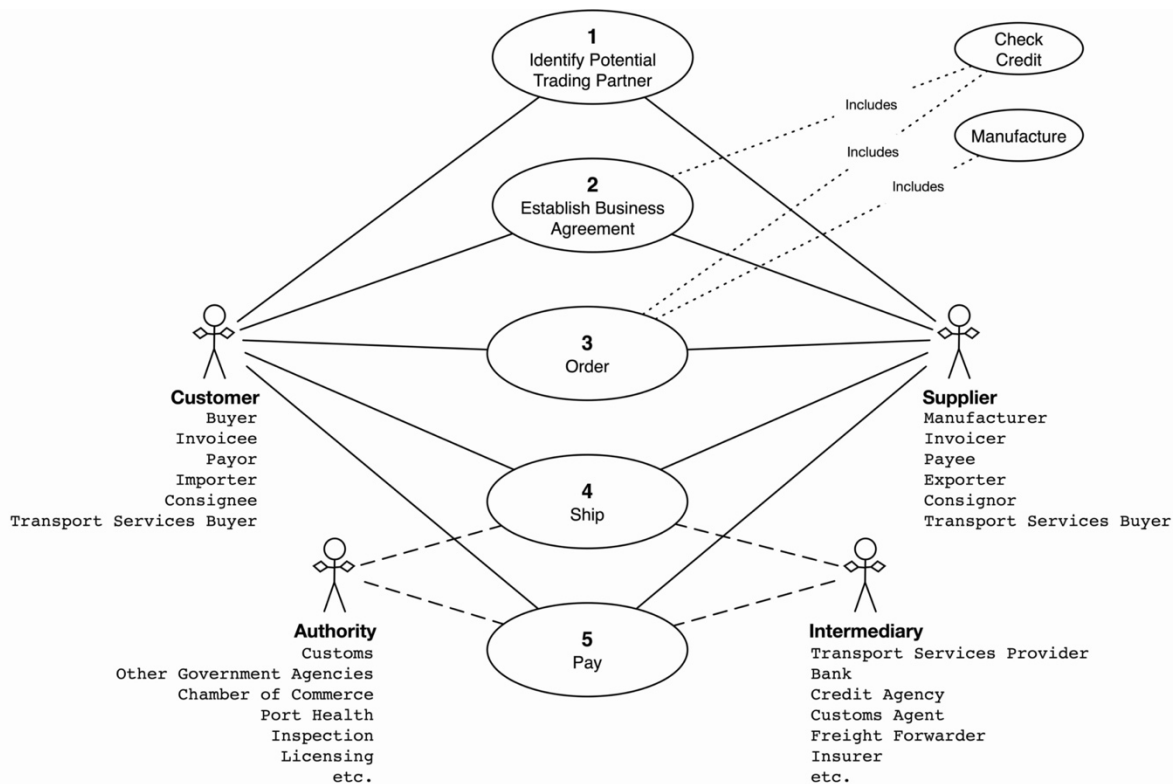 1
Identify Potential
Trading Partner
Check
Credit
Includes
Manufacture
Includes
2
Establish Business
Agreement
Includes
3
Order
Customer
Buyer
Invoicee
Payor
Importer
Consignee
Transport Services Buyer
Supplier
Manufacturer
Invoicer
Payee
Exporter
Consignor
Transport Services Buyer
4
Ship
Authority
Customs
Other Government Agencies
Chamber of Commerce
Port Health
Inspection
Licensing
etc.
5
Pay
Intermediary
Transport Services Provider
Bank
Credit Agency
Customs Agent
Freight Forwarder
Insurer
etc.